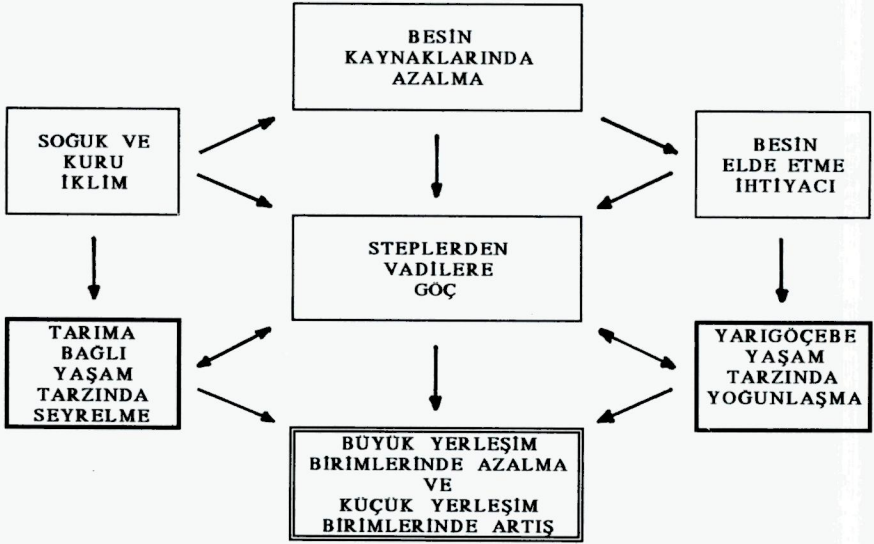 BESİN
KAYNAKLARINDA
AZALMA
SOĞUK VE
KURU
İKLİM
BESİN
ELDE ETME
İHTİYACI
STEPLERDEN
VADİLERE
GÖÇ
TARIMA
BAĞLI
YAŞAM
TARZINDA
SEYRELME
YARIGÖÇEBE
YAŞAM
TARZINDA
YOĞUNLAŞMA
BÜYÜK YERLEŞİM
BİRİMLERİNDE AZALMA
VE
KÜÇÜK YERLEŞİM
BİRİMLERİNDE ARTIŞ